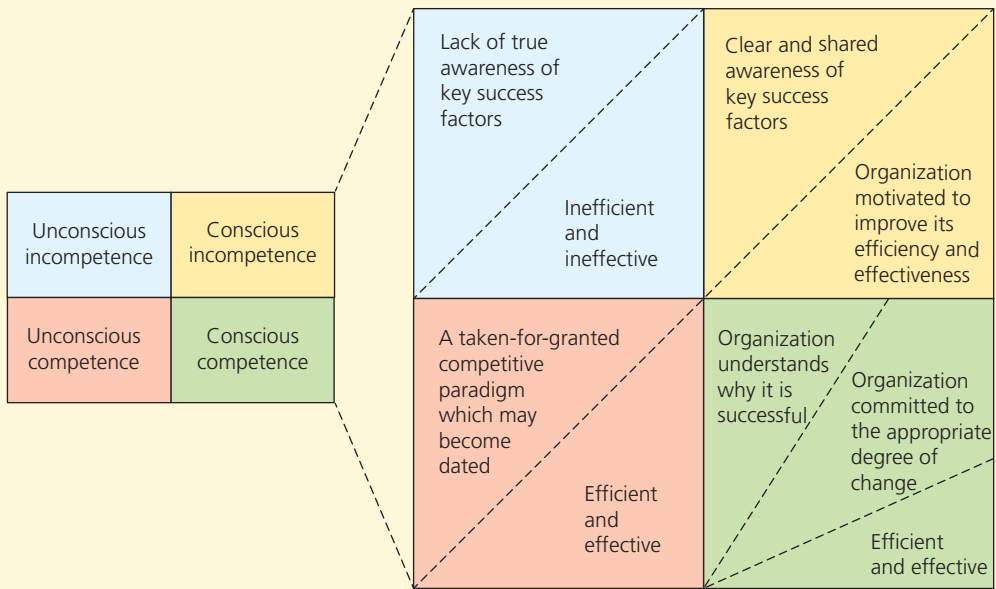 Unconscious
incompetence
Conscious
incompetence
Unconscious
competence
Conscious
competence
Lack of true
awareness of
key success
factors
Inefficient
and
ineffective
Clear and shared
awareness of
key success
factors
Organization
motivated to
improve its
efficiency and
effectiveness
A taken-for-granted
competitive
paradigm
which may
become
dated
Efficient
and
effective
Organization
understands
why it is
successful
Organization
committed to
the appropriate
degree of
change
Efficient
and effective